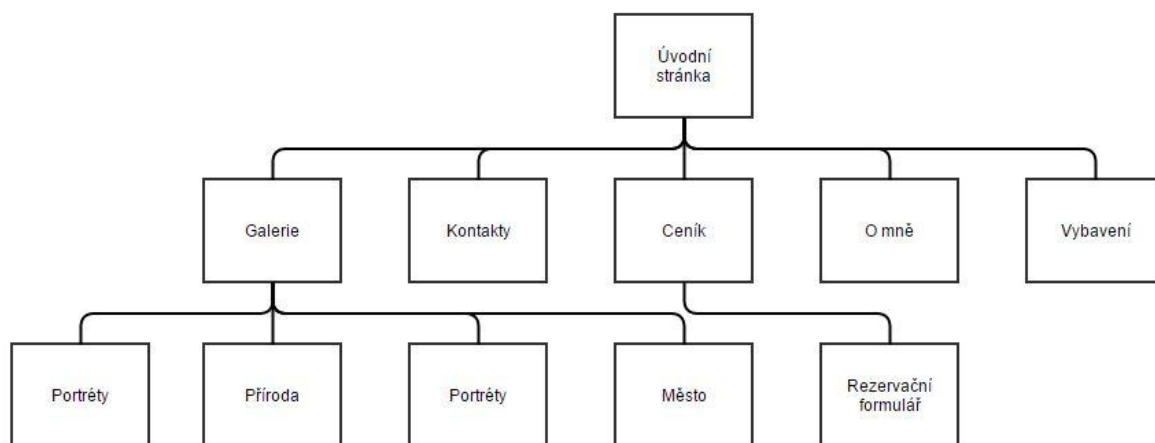 Úvodní
stránka
Galerie
Kontakty
Ceník
O mně
Vybavení
Portréty
Příroda
Portréty
Město
Rezervační
formulář